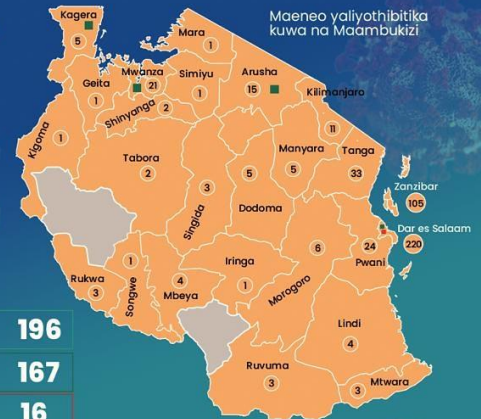 Maeneo yaliyothibitika
kuwa na Maambukizi
Kagera
5
Mara
1
Mwanza
21
Simiyu
1
Arusha
15
Kilimanjaro
11
Geita
1
Shinyanga
2
Kigoma
1
Tabora
2
Singida
3
Dodoma
5
Manyara
5
Tanga
33
Zanzibar
105
Dar es Salaam
220
Pwani
24
Morogoro
6
Iringa
1
Rukwa
3
Songwe
1
Mbeya
4
Lindi
4
Ruvuma
3
Mtwara
3
196
167
16